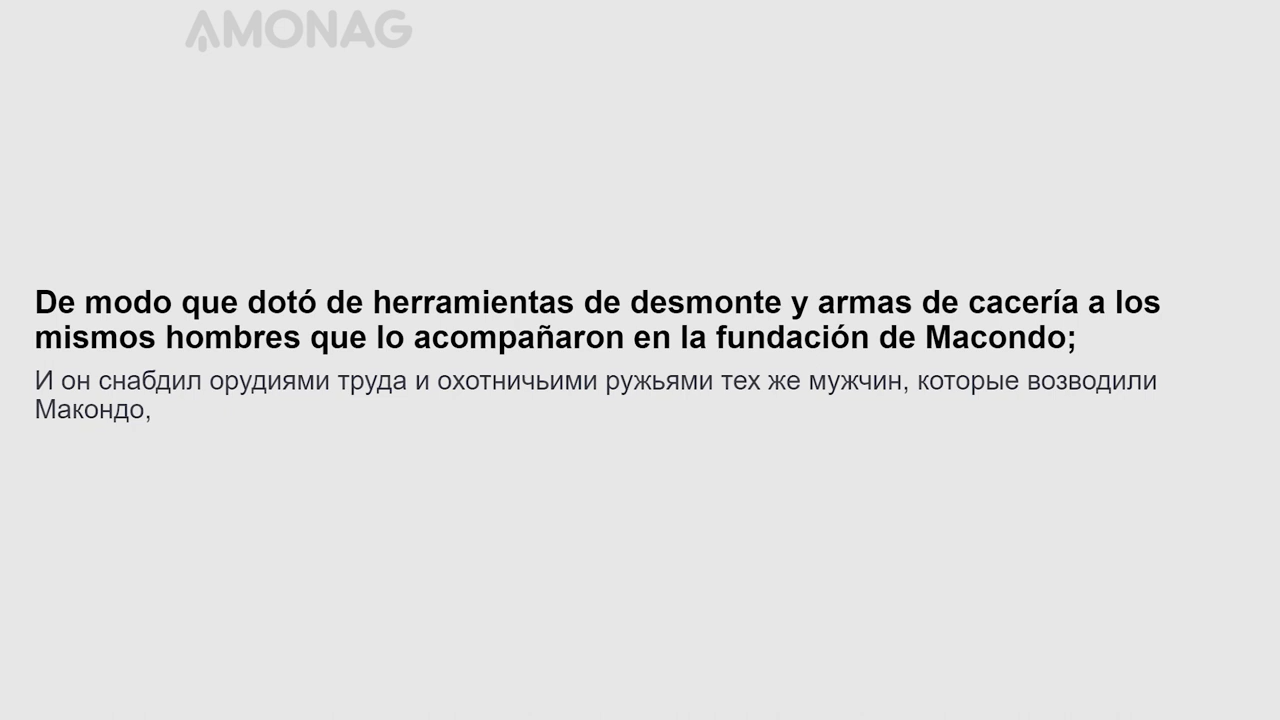 AMONAG
De modo que dotó de herramientas de desmonte y armas de cacería a los
mismos hombres que lo acompañaron en la fundación de Macondo;
И он снабдил орудиями труда и охотничьими ружьями тех же мужчин, которые возводили
Макондо,